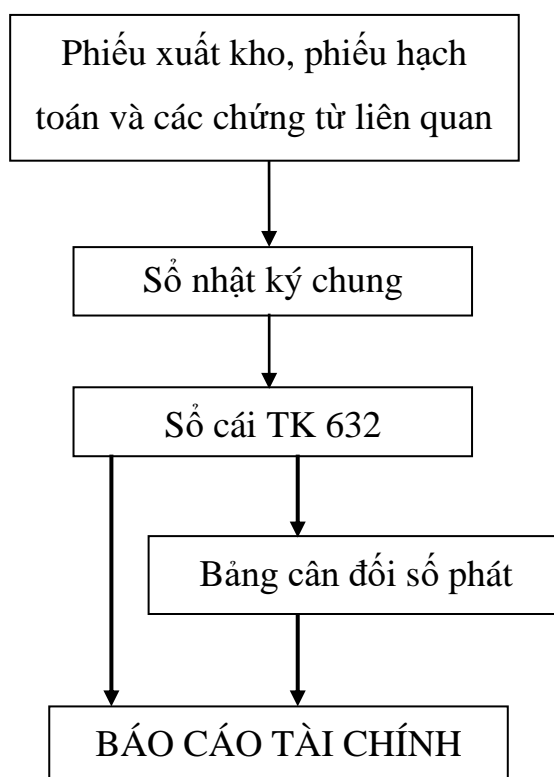 Phiếu xuất kho, phiếu hạch
toán và các chứng từ liên quan
Sổ nhật ký chung
Sổ cái TK 632
Bảng cân đối số phát
BÁO CÁO TÀI CHÍNH